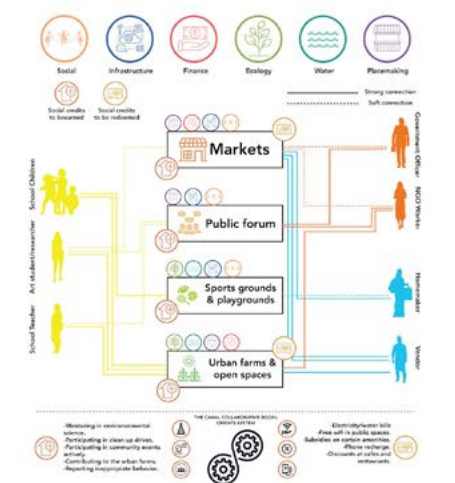 Social
Infrastructure
Finance
Ecology
Water
Placemaking
Social credits
to be earned
Social credits
to be redeemed
Strong connection
Soft connection
Markets
Public forum
Sports grounds
& playgrounds
Urban farms &
open spaces
School Children
Art student/researcher
School Teacher
Government Officer
NGO Worker
Homemaker
Vendor
THE CANAL COLLABORATIVE SOCIAL
CREDITS SYSTEM
-Mentoring in environmental
science.
-Participating in clean up drives.
-Participating in community events
actively.
-Contributing to the urban farms.
-Reporting inappropriate behavior.
-Electricity/water bills
-Free wifi in public spaces
-Subsidies on certain amenities.
-Phone recharge.
-Discounts at cafes and
restaurants.